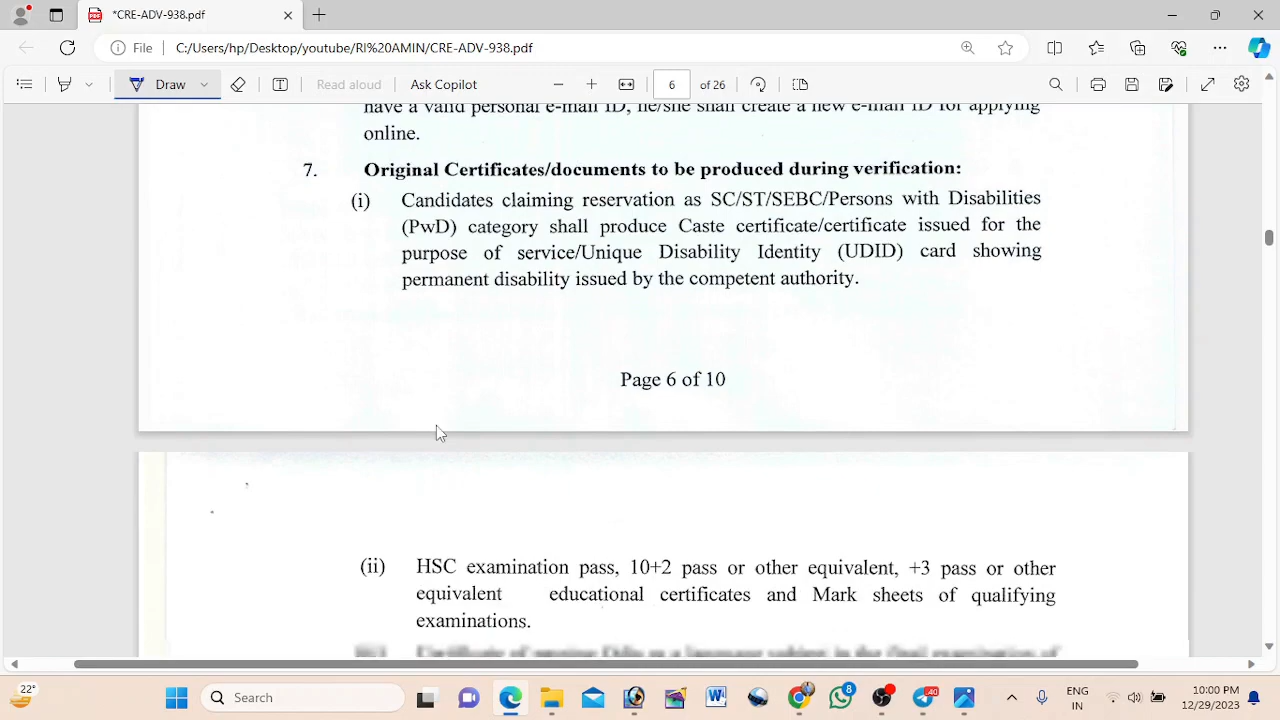 *CRE-ADV-938.pdf
File
C:/Users/hp/Desktop/youtube/RI%20AMIN/CRE-ADV-938.pdf
Draw
Read aloud
Ask Copilot
6
of 26
have a valid personal e-mail ID, he/she shall create a new e-mail ID for applying
online.
7. Original Certificates/documents to be produced during verification:
(i) Candidates claiming reservation as SC/ST/SEBC/Persons with Disabilities
(PwD) category shall produce Caste certificate/certificate issued for the
purpose of service/Unique Disability Identity (UDID) card showing
permanent disability issued by the competent authority.
Page 6 of 10
(ii) HSC examination pass, 10+2 pass or other equivalent, +3 pass or other
equivalent educational certificates and Mark sheets of qualifying
examinations.
22°
Search
8
40
ENG
IN
10:00 PM
12/29/2023